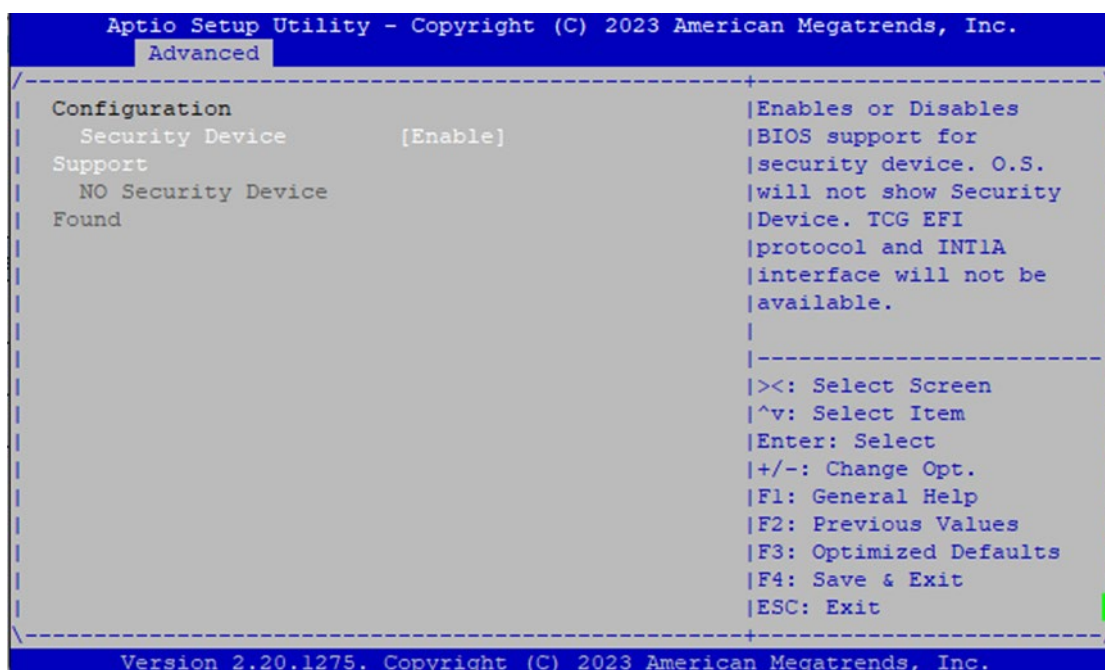 Aptio Setup Utility - Copyright (C) 2023 American Megatrends, Inc.
Advanced
Configuration
Security Device [Enable]
Support
NO Security Device
Found
Enables or Disables
BIOS support for
security device. O.S.
will not show Security
Device. TCG EFI
protocol and INT1A
interface will not be
available.
><: Select Screen
^v: Select Item
Enter: Select
+/-: Change Opt.
F1: General Help
F2: Previous Values
F3: Optimized Defaults
F4: Save & Exit
ESC: Exit
Version 2.20.1275. Copyright (C) 2023 American Megatrends, Inc.